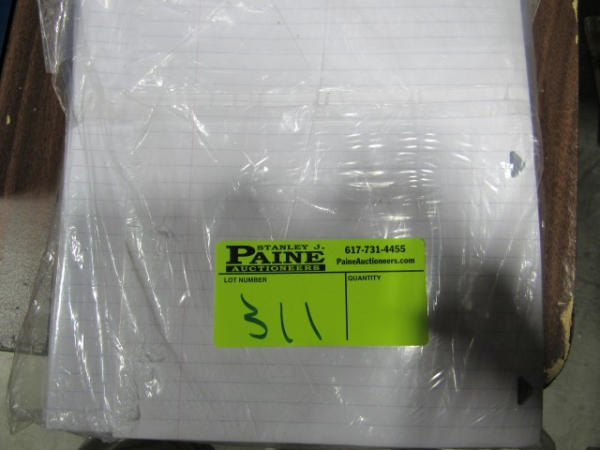 STANLEY J.
PAINE
AUCTIONEERS
617-731-4455
PaineAuctioneers.com
LOT NUMBER
QUANTITY
311